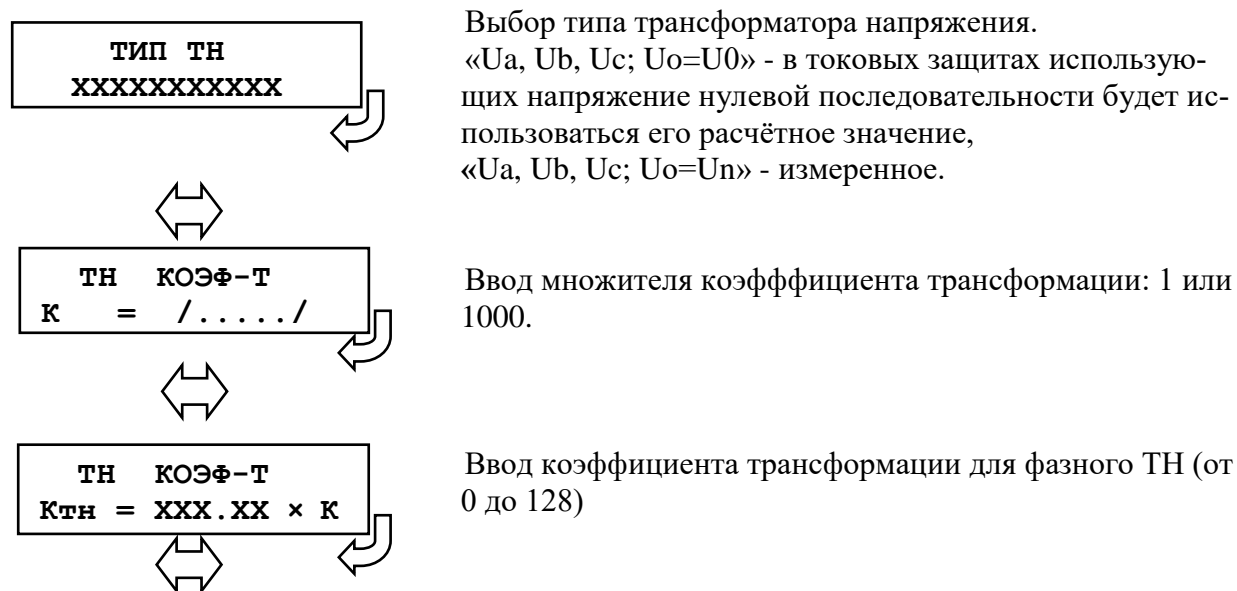 ТИП ТН
XXXXXXXXXXX
Выбор типа трансформатора напряжения.
«Ua, Ub, Uc; Uo=U0» - в токовых защитах использую-
щих напряжение нулевой последовательности будет ис-
пользоваться его расчётное значение,
«Ua, Ub, Uc; Uo=Un» - измеренное.
ТН КОЭФ-Т
К = /...../
Ввод множителя коэфффициента трансформации: 1 или
1000.
ТН КОЭФ-Т
Ктн = XXX.XX × К
Ввод коэффициента трансформации для фазного ТН (от
0 до 128)